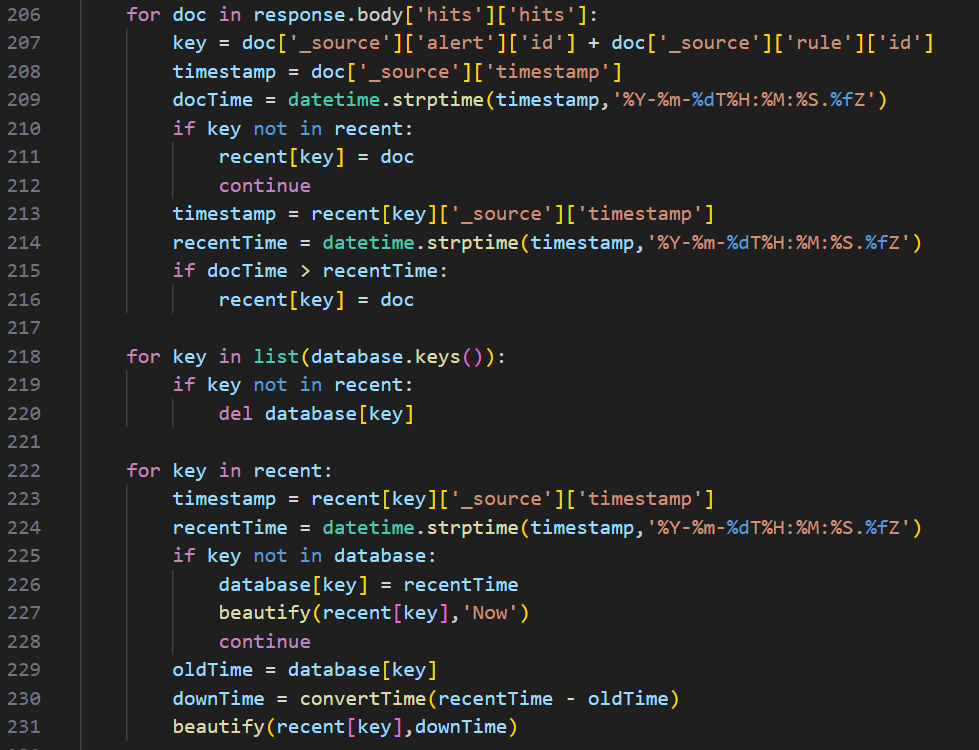 206 for doc in response.body['hits']['hits']:
207 key = doc['_source']['alert']['id'] + doc['_source']['rule']['id']
208 timestamp = doc['_source']['timestamp']
209 docTime = datetime.strptime(timestamp,'%Y-%m-%dT%H:%M:%S.%fZ')
210 if key not in recent:
211 recent[key] = doc
212 continue
213 timestamp = recent[key]['_source']['timestamp']
214 recentTime = datetime.strptime(timestamp,'%Y-%m-%dT%H:%M:%S.%fZ')
215 if docTime > recentTime:
216 recent[key] = doc
217
218 for key in list(database.keys()):
219 if key not in recent:
220 del database[key]
221
222 for key in recent:
223 timestamp = recent[key]['_source']['timestamp']
224 recentTime = datetime.strptime(timestamp,'%Y-%m-%dT%H:%M:%S.%fZ')
225 if key not in database:
226 database[key] = recentTime
227 beautify(recent[key],'Now')
228 continue
229 oldTime = database[key]
230 downTime = convertTime(recentTime - oldTime)
231 beautify(recent[key],downTime)